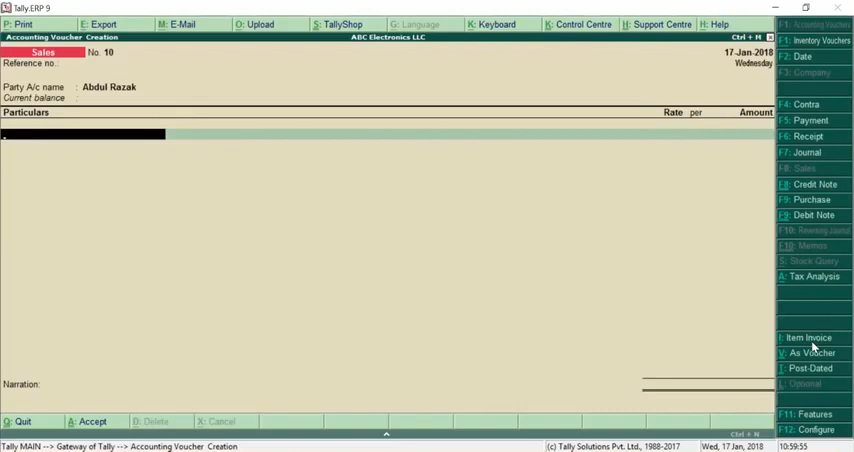 Tally.ERP 9
P: Print E: Export M: E-Mail O: Upload S: TallyShop G: Language K: Keyboard K: Control Centre H: Support Centre H: Help
Accounting Voucher Creation ABC Electronics LLC Ctrl + M
Sales No. 10 17-Jan-2018
Reference no.: Wednesday
Party A/c name : Abdul Razak
Current balance :
Particulars Rate per Amount
Narration:
F1: Accounting Vouchers
F1: Inventory Vouchers
F2: Date
F3: Company
F4: Contra
F5: Payment
F6: Receipt
F7: Journal
F8: Sales
F8: Credit Note
F9: Purchase
F9: Debit Note
F10: Reversing Journal
F10: Memos
S: Stock Query
A: Tax Analysis
I: Item Invoice
V: As Voucher
T: Post-Dated
L: Optional
F11: Features
F12: Configure
Q: Quit A: Accept D: Delete X: Cancel
Ctrl + N
Tally MAIN --> Gateway of Tally --> Accounting Voucher Creation (c) Tally Solutions Pvt. Ltd., 1988-2017 Wed, 17 Jan, 2018 10:59:55